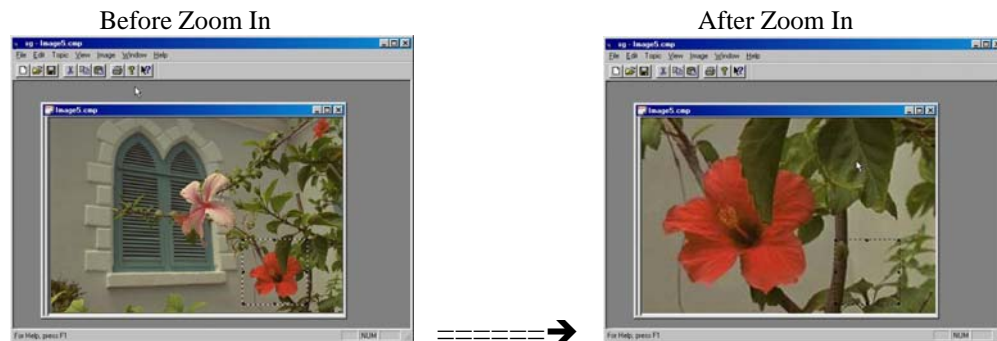 Before Zoom In
After Zoom In
sg - Image5.cmp
File Edit Topic View Image Window Help
Image5.cmp
For Help, press F1
NUM
sg - Image5.cmp
File Edit Topic View Image Window Help
Image5.cmp
For Help, press F1
NUM
======➔